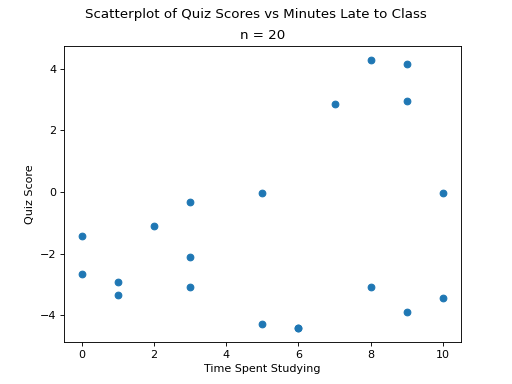 Scatterplot of Quiz Scores vs Minutes Late to Class
n = 20
4
2
0
−2
−4
Quiz Score
0 2 4 6 8 10
Time Spent Studying